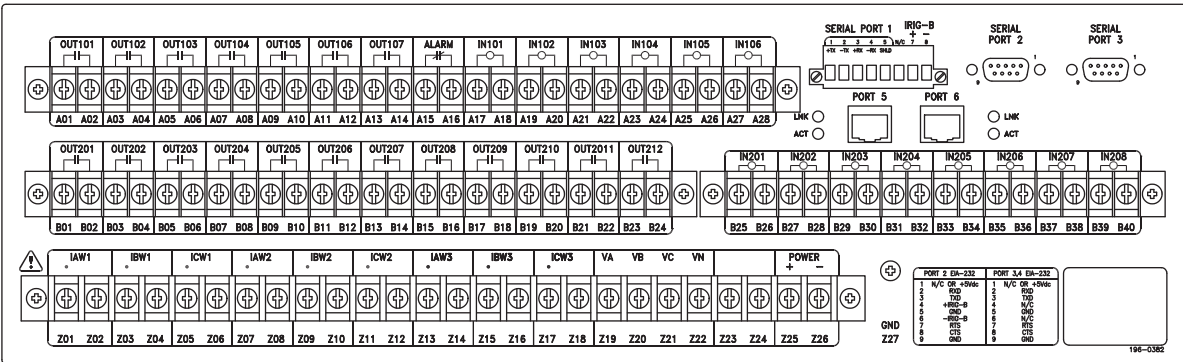 OUT101 OUT102 OUT103 OUT104 OUT105 OUT106 OUT107 ALARM IN101 IN102 IN103 IN104 IN105 IN106
A01 A02 A03 A04 A05 A06 A07 A08 A09 A10 A11 A12 A13 A14 A15 A16 A17 A18 A19 A20 A21 A22 A23 A24 A25 A26 A27 A28
SERIAL PORT 1 IRIG-B
+ −
1 2 3 4 5 N/C 7 8
+TX -TX +RX -RX SHLD
SERIAL
PORT 2
9 1
SERIAL
PORT 3
9 1
PORT 5 PORT 6
LNK
ACT
LNK
ACT
OUT201 OUT202 OUT203 OUT204 OUT205 OUT206 OUT207 OUT208 OUT209 OUT210 OUT2011 OUT212
B01 B02 B03 B04 B05 B06 B07 B08 B09 B10 B11 B12 B13 B14 B15 B16 B17 B18 B19 B20 B21 B22 B23 B24
IN201 IN202 IN203 IN204 IN205 IN206 IN207 IN208
B25 B26 B27 B28 B29 B30 B31 B32 B33 B34 B35 B36 B37 B38 B39 B40
IAW1 IBW1 ICW1 IAW2 IBW2 ICW2 IAW3 IBW3 ICW3 VA VB VC VN POWER
+ −
Z01 Z02 Z03 Z04 Z05 Z06 Z07 Z08 Z09 Z10 Z11 Z12 Z13 Z14 Z15 Z16 Z17 Z18 Z19 Z20 Z21 Z22 Z23 Z24 Z25 Z26
GND
Z27
PORT 2 EIA-232
1 N/C OR +5Vdc
2 RXD
3 TXD
4 +IRIG-B
5 GND
6 -IRIG-B
7 RTS
8 CTS
9 GND
PORT 3,4 EIA-232
1 N/C OR +5Vdc
2 RXD
3 TXD
4 N/C
5 GND
6 N/C
7 RTS
8 CTS
9 GND
196-0382